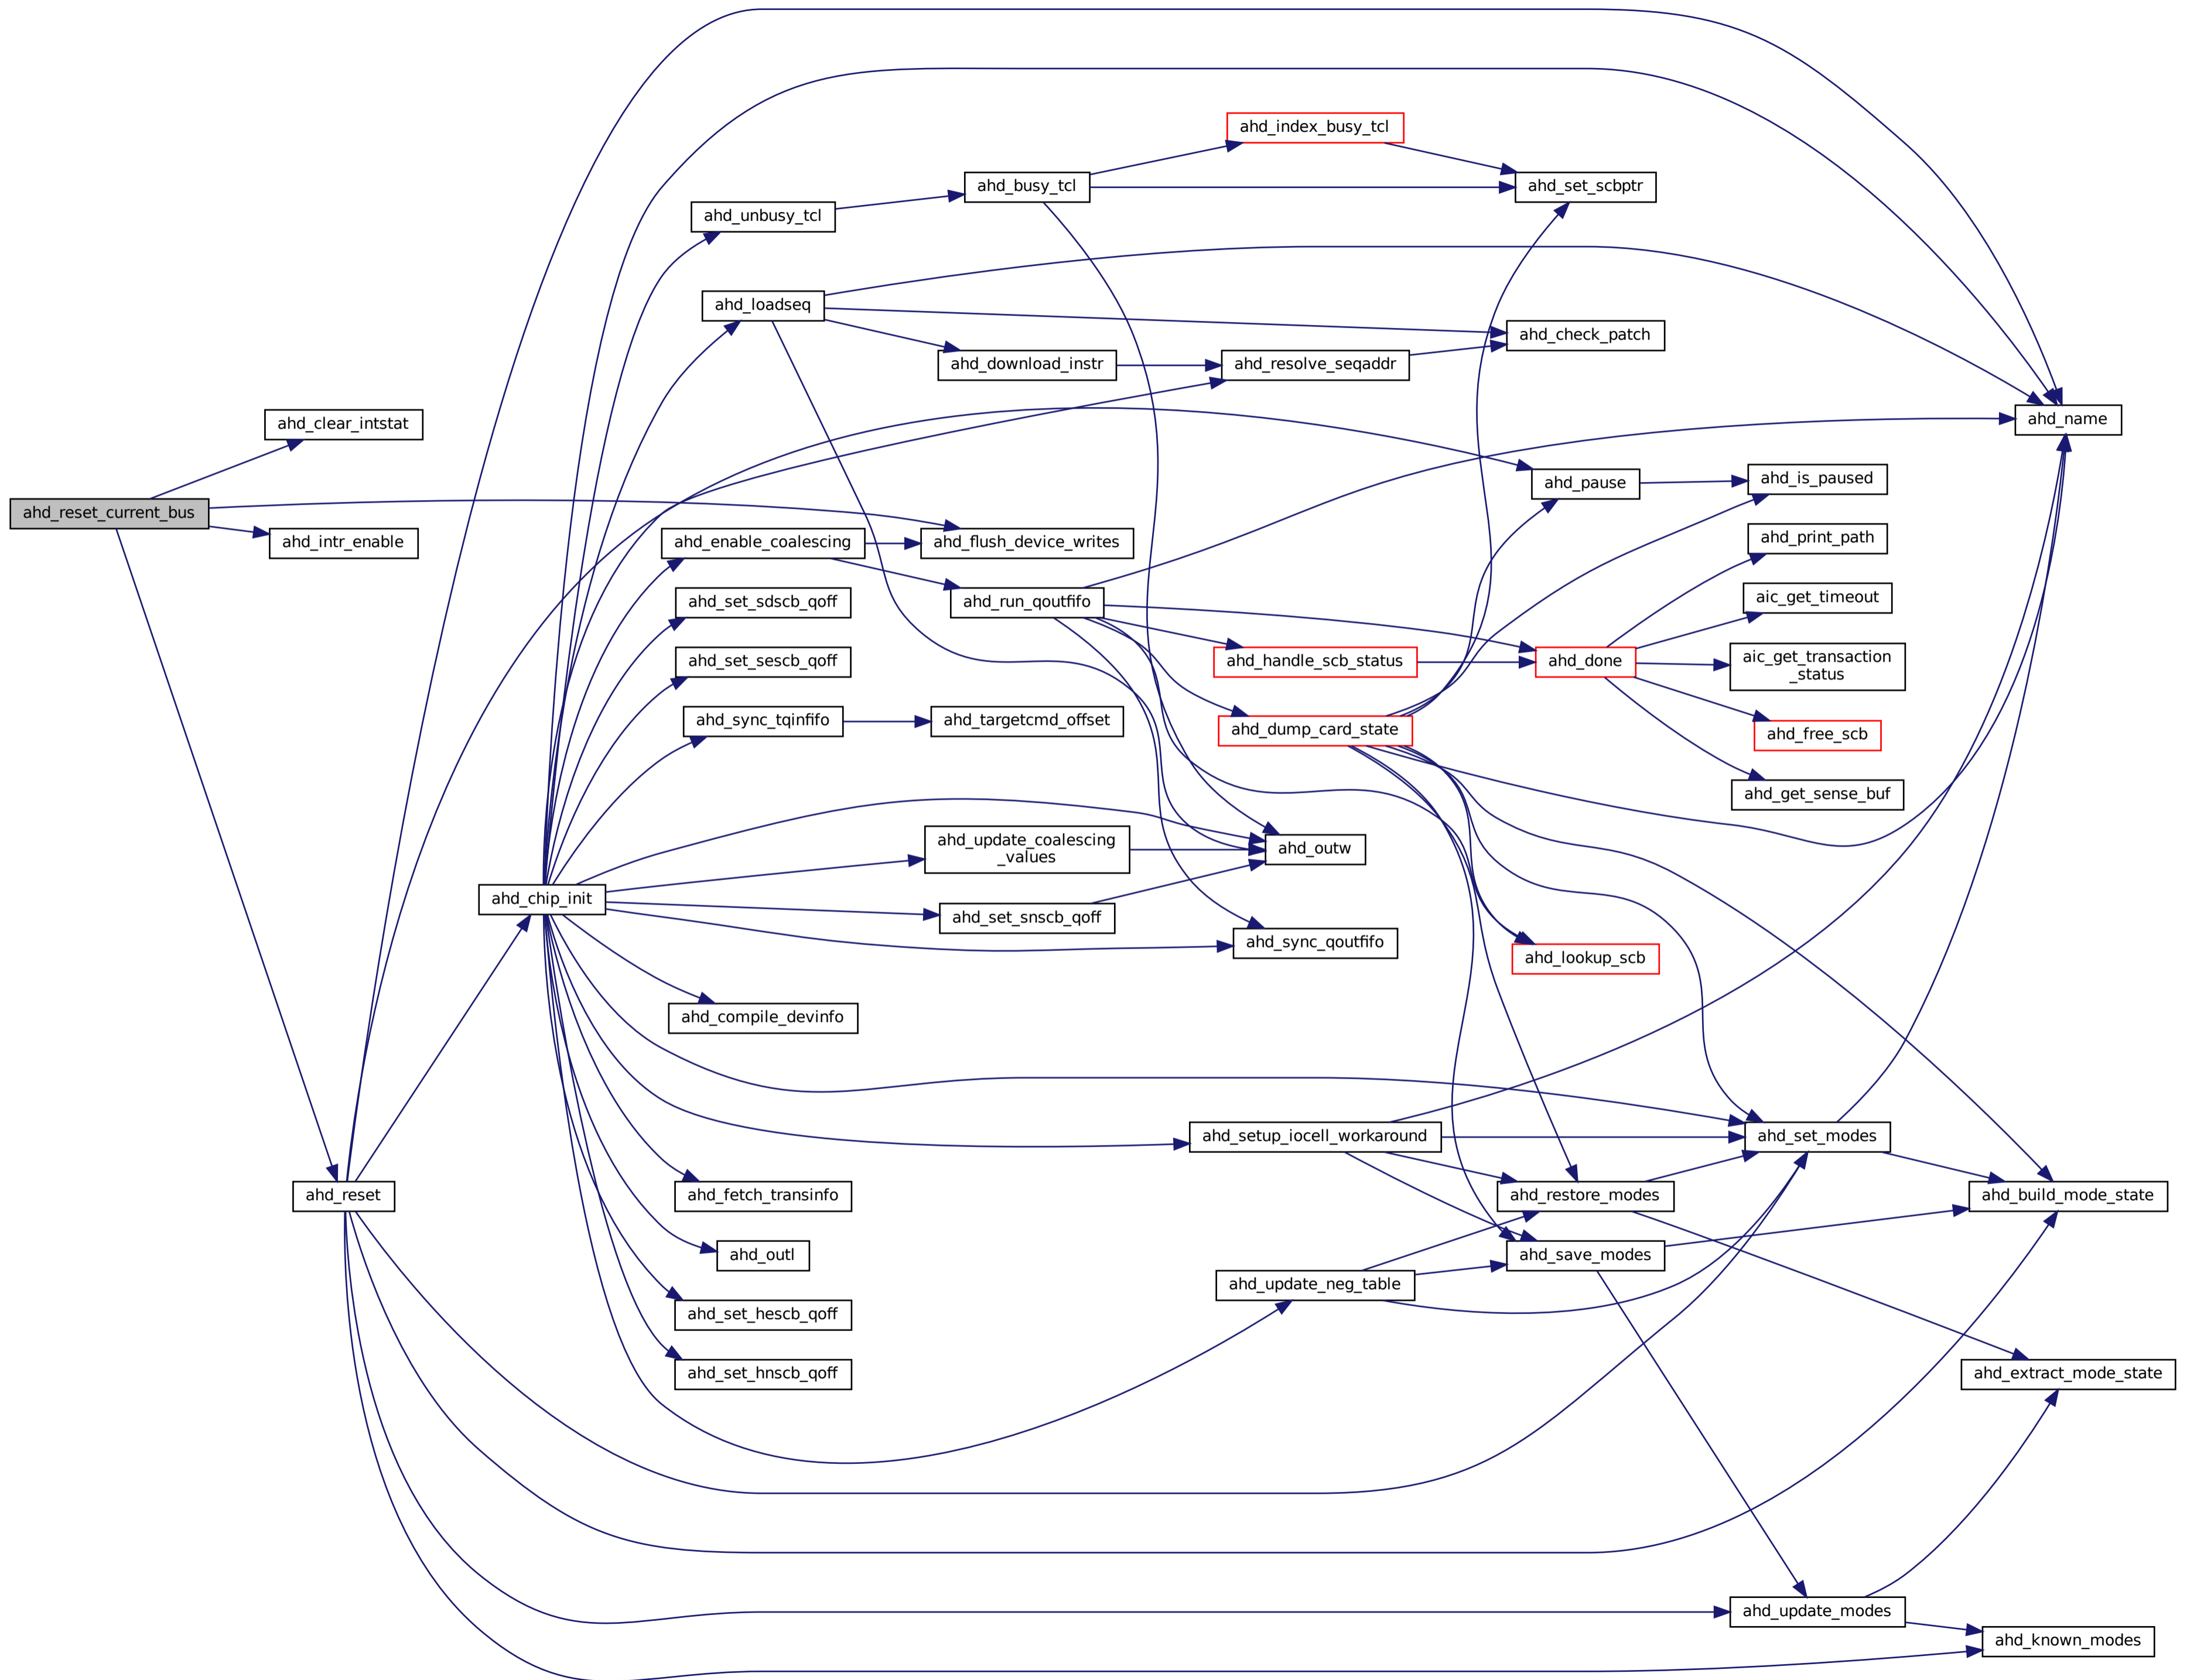 ahd_index_busy_tcl
ahd_busy_tcl
ahd_set_scbptr
ahd_unbusy_tcl
ahd_loadseq
ahd_check_patch
ahd_download_instr
ahd_resolve_seqaddr
ahd_clear_intstat
ahd_name
ahd_pause
ahd_is_paused
ahd_reset_current_bus
ahd_intr_enable
ahd_enable_coalescing
ahd_flush_device_writes
ahd_print_path
ahd_set_sdscb_qoff
ahd_run_qoutfifo
aic_get_timeout
ahd_set_sescb_qoff
ahd_handle_scb_status
ahd_done
aic_get_transaction
_status
ahd_sync_tqinfifo
ahd_targetcmd_offset
ahd_dump_card_state
ahd_free_scb
ahd_get_sense_buf
ahd_update_coalescing
_values
ahd_outw
ahd_chip_init
ahd_set_snscb_qoff
ahd_sync_qoutfifo
ahd_lookup_scb
ahd_compile_devinfo
ahd_setup_iocell_workaround
ahd_set_modes
ahd_reset
ahd_fetch_transinfo
ahd_restore_modes
ahd_build_mode_state
ahd_outl
ahd_save_modes
ahd_update_neg_table
ahd_set_hescb_qoff
ahd_set_hnscb_qoff
ahd_extract_mode_state
ahd_update_modes
ahd_known_modes